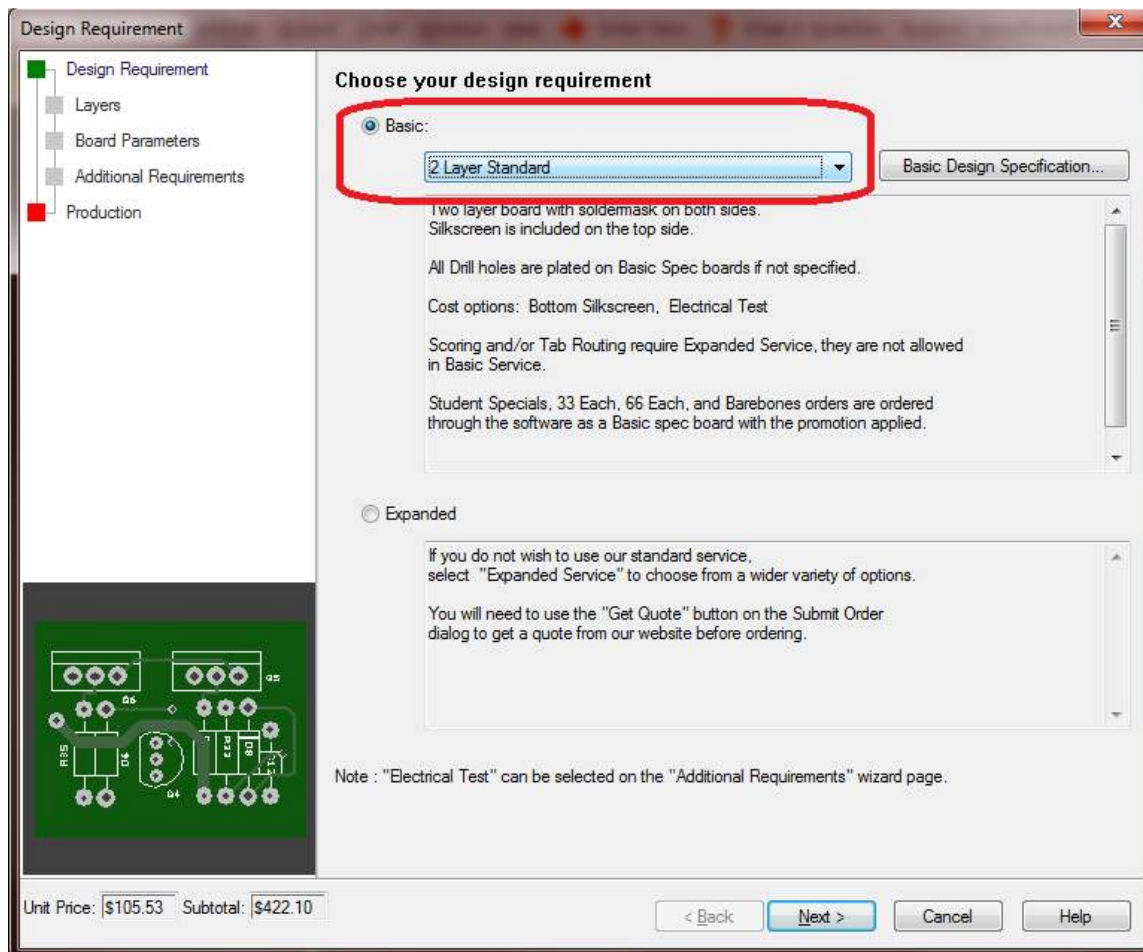 Design Requirement
Design Requirement
Layers
Board Parameters
Additional Requirements
Production
Choose your design requirement
Basic:
2 Layer Standard
Basic Design Specification...
Two layer board with soldermask on both sides.
Silkscreen is included on the top side.
All Drill holes are plated on Basic Spec boards if not specified.
Cost options: Bottom Silkscreen, Electrical Test
Scoring and/or Tab Routing require Expanded Service, they are not allowed
in Basic Service.
Student Specials, 33 Each, 66 Each, and Barebones orders are ordered
through the software as a Basic spec board with the promotion applied.
Expanded
If you do not wish to use our standard service,
select "Expanded Service" to choose from a wider variety of options.
You will need to use the "Get Quote" button on the Submit Order
dialog to get a quote from our website before ordering.
Note : "Electrical Test" can be selected on the "Additional Requirements" wizard page.
Q5
Q6
R35
R33
D8
Q4
Unit Price: $105.53 Subtotal: $422.10
< Back
Next >
Cancel
Help